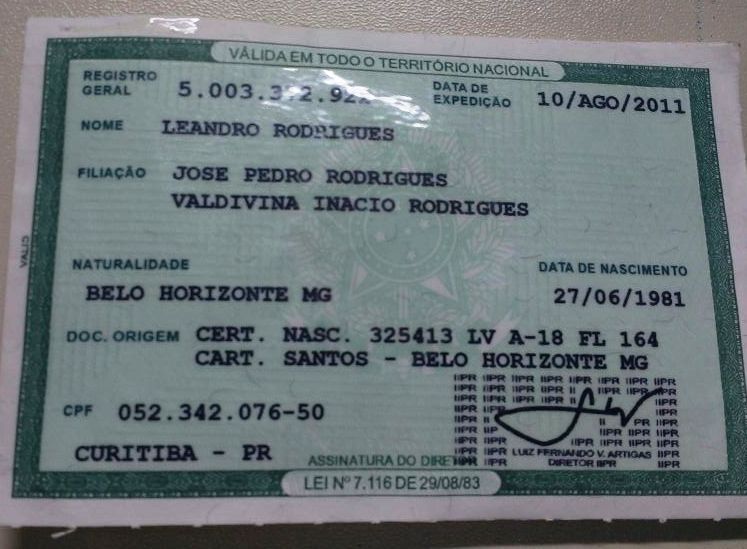 VÁLIDA EM TODO O TERRITÓRIO NACIONAL
REGISTRO GERAL DATA DE EXPEDIÇÃO 10/AGO/2011
NOME LEANDRO RODRIGUES
FILIAÇÃO JOSE PEDRO RODRIGUES
VALDIVINA INACIO RODRIGUES
NATURALIDADE DATA DE NASCIMENTO
BELO HORIZONTE MG 27/06/1981
DOC. ORIGEM CERT. NASC. 325413 LV A-18 FL 164
CART. SANTOS - BELO HORIZONTE MG
CPF 052.342.076-50
CURITIBA - PR
ASSINATURA DO DIRETOR
LUIZ FERNANDO V. ARTIGAS
DIRETOR IIPR
LEI Nº 7.116 DE 29/08/83